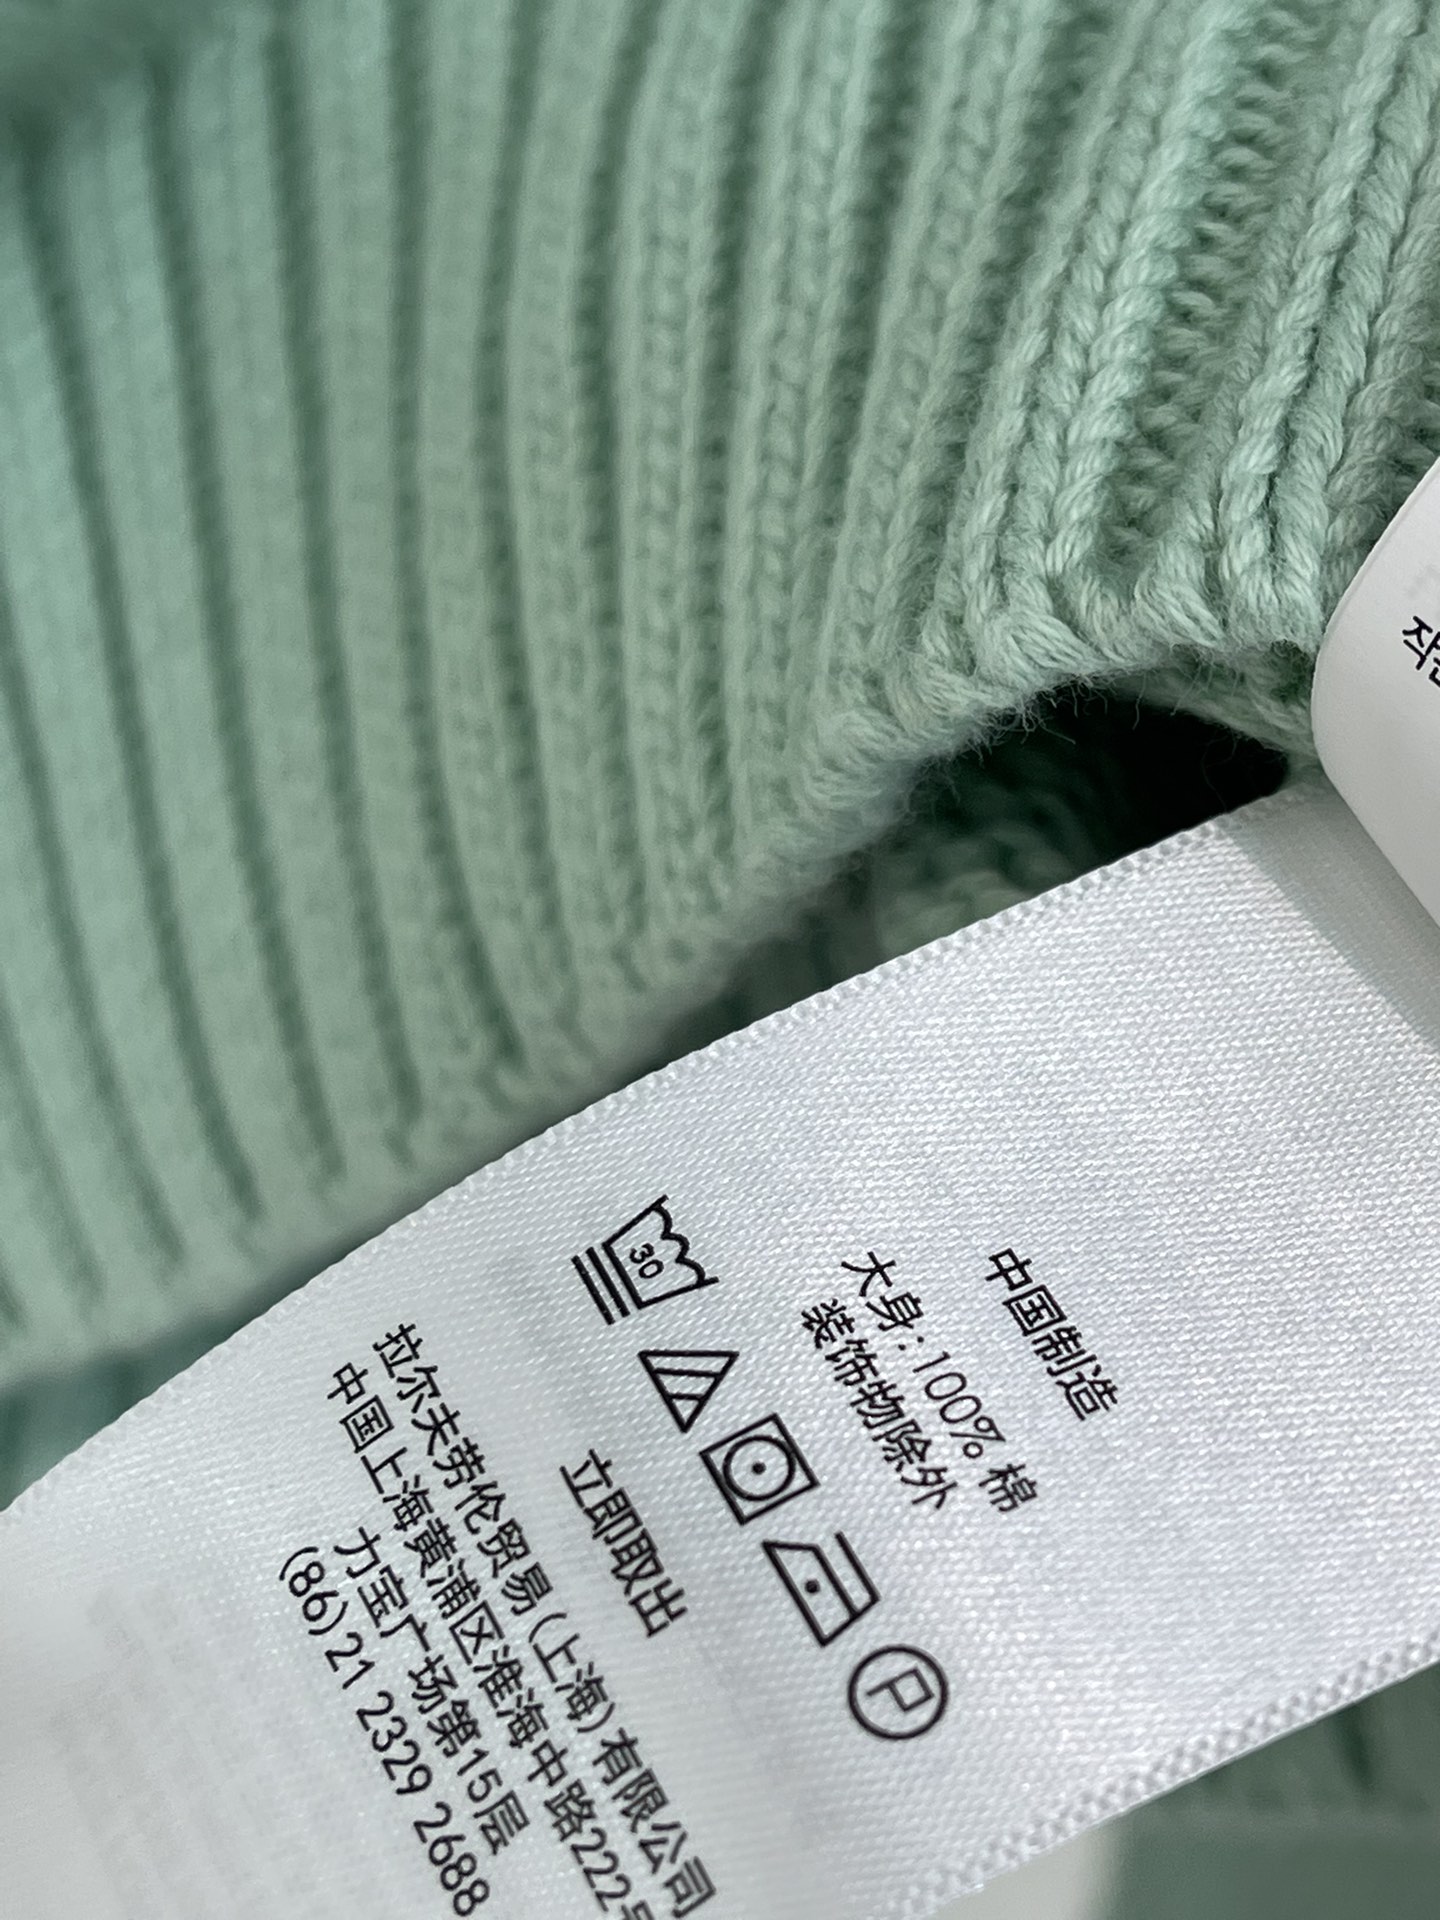 中国制造
大身:100% 棉
装饰物除外
30
P
立即取出
拉尔夫劳伦贸易(上海)有限公司
中国上海黄浦区淮海中路222号
力宝广场第15层
(86)21 2329 2688